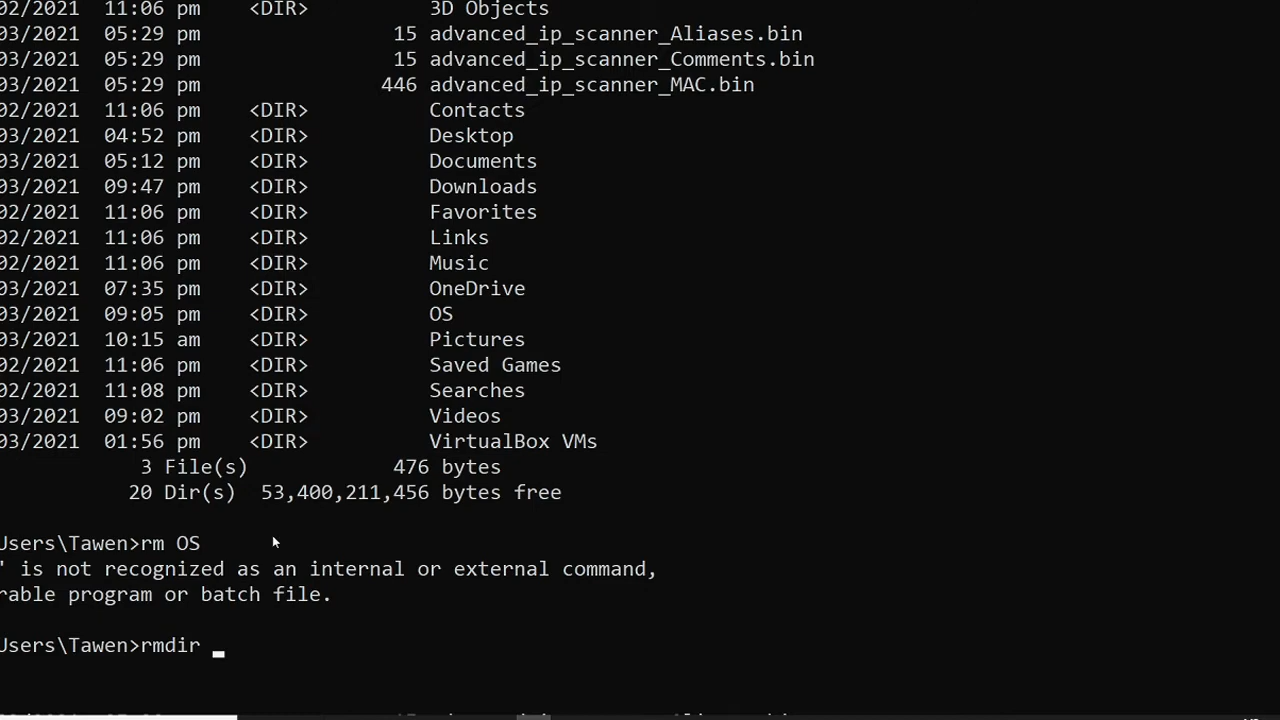 02/2021 11:06 pm <DIR> 3D Objects
03/2021 05:29 pm 15 advanced_ip_scanner_Aliases.bin
03/2021 05:29 pm 15 advanced_ip_scanner_Comments.bin
03/2021 05:29 pm 446 advanced_ip_scanner_MAC.bin
02/2021 11:06 pm <DIR> Contacts
03/2021 04:52 pm <DIR> Desktop
03/2021 05:12 pm <DIR> Documents
03/2021 09:47 pm <DIR> Downloads
02/2021 11:06 pm <DIR> Favorites
02/2021 11:06 pm <DIR> Links
02/2021 11:06 pm <DIR> Music
03/2021 07:35 pm <DIR> OneDrive
03/2021 09:05 pm <DIR> OS
03/2021 10:15 am <DIR> Pictures
02/2021 11:06 pm <DIR> Saved Games
02/2021 11:08 pm <DIR> Searches
03/2021 09:02 pm <DIR> Videos
03/2021 01:56 pm <DIR> VirtualBox VMs
3 File(s) 476 bytes
20 Dir(s) 53,400,211,456 bytes free
Users\Tawen>rm OS
' is not recognized as an internal or external command,
rable program or batch file.
Users\Tawen>rmdir _